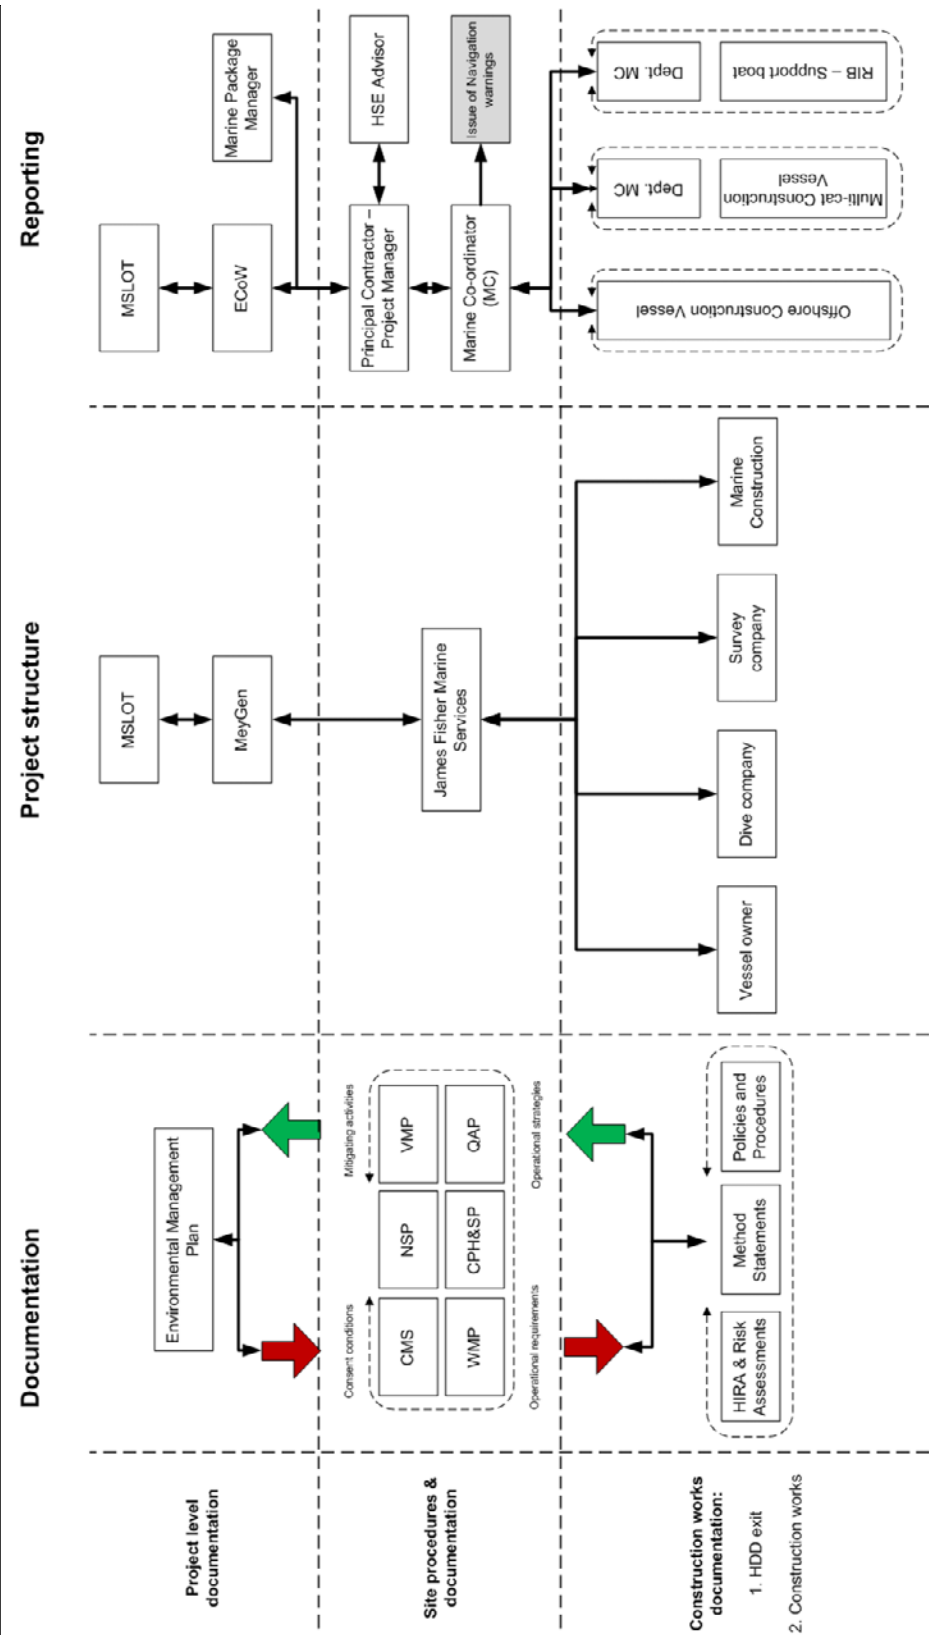 Documentation
Project structure
Reporting
Project level
documentation
Environmental Management
Plan
MSLOT
MeyGen
MSLOT
ECoW
Marine Package
Manager
Site procedures &
documentation
Consent conditions
Mitigating activities
CMS
NSP
VMP
WMP
CPH&SP
QAP
Operational requirements
Operational strategies
James Fisher Marine
Services
Principal Contractor –
Project Manager
HSE Advisor
Marine Co-ordinator
(MC)
Issue of Navigation
warnings
Construction works
documentation:
1. HDD exit
2. Construction works
HIRA & Risk
Assessments
Method
Statements
Policies and
Procedures
Vessel owner
Dive company
Survey
company
Marine
Construction
Offshore Construction Vessel
Dept. MC
Multi-cat Construction
Vessel
Dept. MC
RIB – Support boat